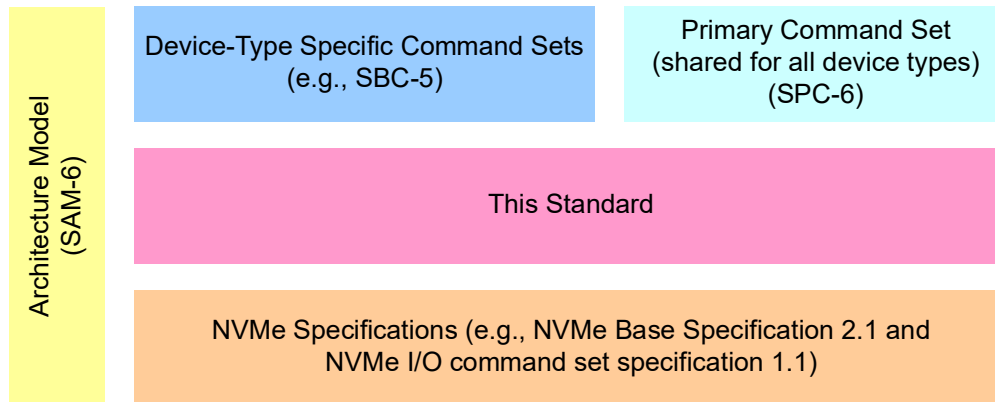 Architecture Model
(SAM-6)
Device-Type Specific Command Sets
(e.g., SBC-5)
Primary Command Set
(shared for all device types)
(SPC-6)
This Standard
NVMe Specifications (e.g., NVMe Base Specification 2.1 and
NVMe I/O command set specification 1.1)